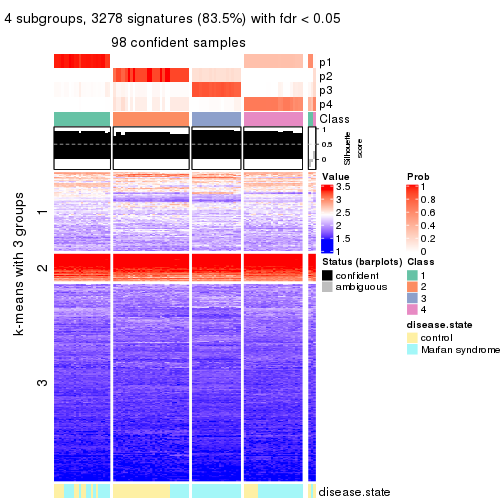 4 subgroups, 3278 signatures (83.5%) with fdr < 0.05
98 confident samples
p1
p2
p3
p4
Class
1
0.5
0
Silhouette
score
k-means with 3 groups
1
2
3
disease.state
Value
3.5
3
2.5
2
1.5
1
Prob
1
0.8
0.6
0.4
0.2
0
Status (barplots)
confident
ambiguous
Class
1
2
3
4
disease.state
control
Marfan syndrome